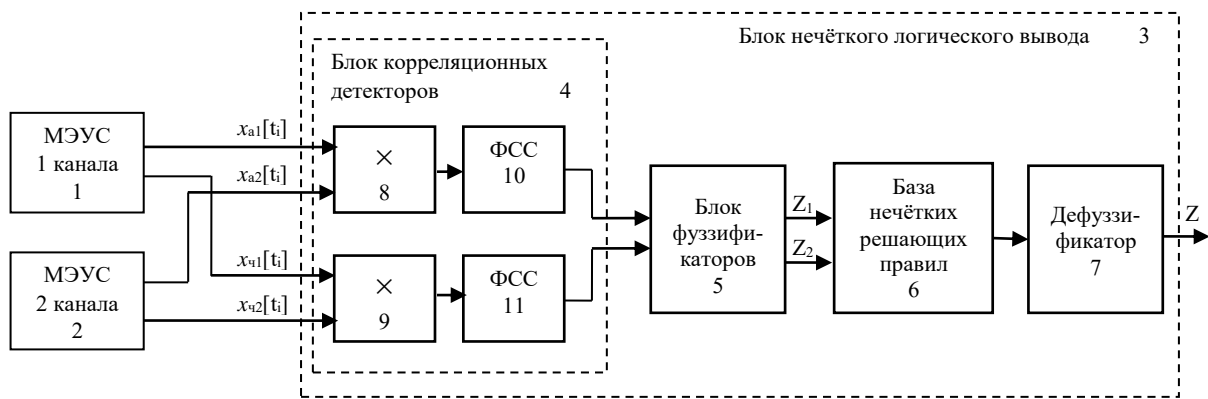 Блок нечёткого логического вывода 3
Блок корреляционных
детекторов 4
МЭУС
1 канала
1
xа1[ti]
xа2[ti]
×
8
ФСС
10
МЭУС
2 канала
2
xч1[ti]
xч2[ti]
×
9
ФСС
11
Блок
фуззифи-
каторов
5
Z1
Z2
База
нечётких
решающих
правил
6
Дефуззи-
фикатор
7
Z